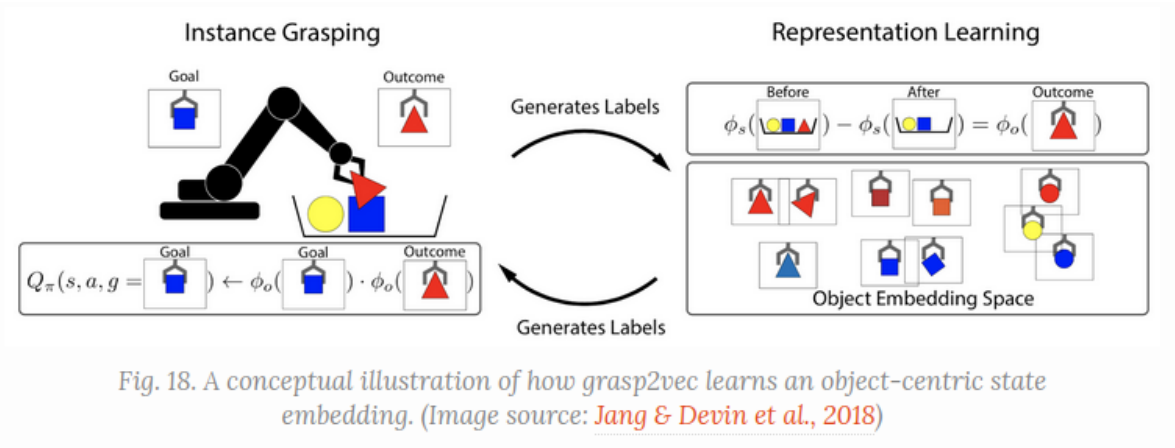 Instance Grasping
Goal
Outcome
Goal
Goal
Outcome
Qπ(s, a, g = ) ← ϕo( ) · ϕo( )
Generates Labels
Generates Labels
Representation Learning
Before
After
Outcome
ϕs( ) − ϕs( ) = ϕo( )
Object Embedding Space
Fig. 18. A conceptual illustration of how grasp2vec learns an object-centric state
embedding. (Image source: Jang & Devin et al., 2018)